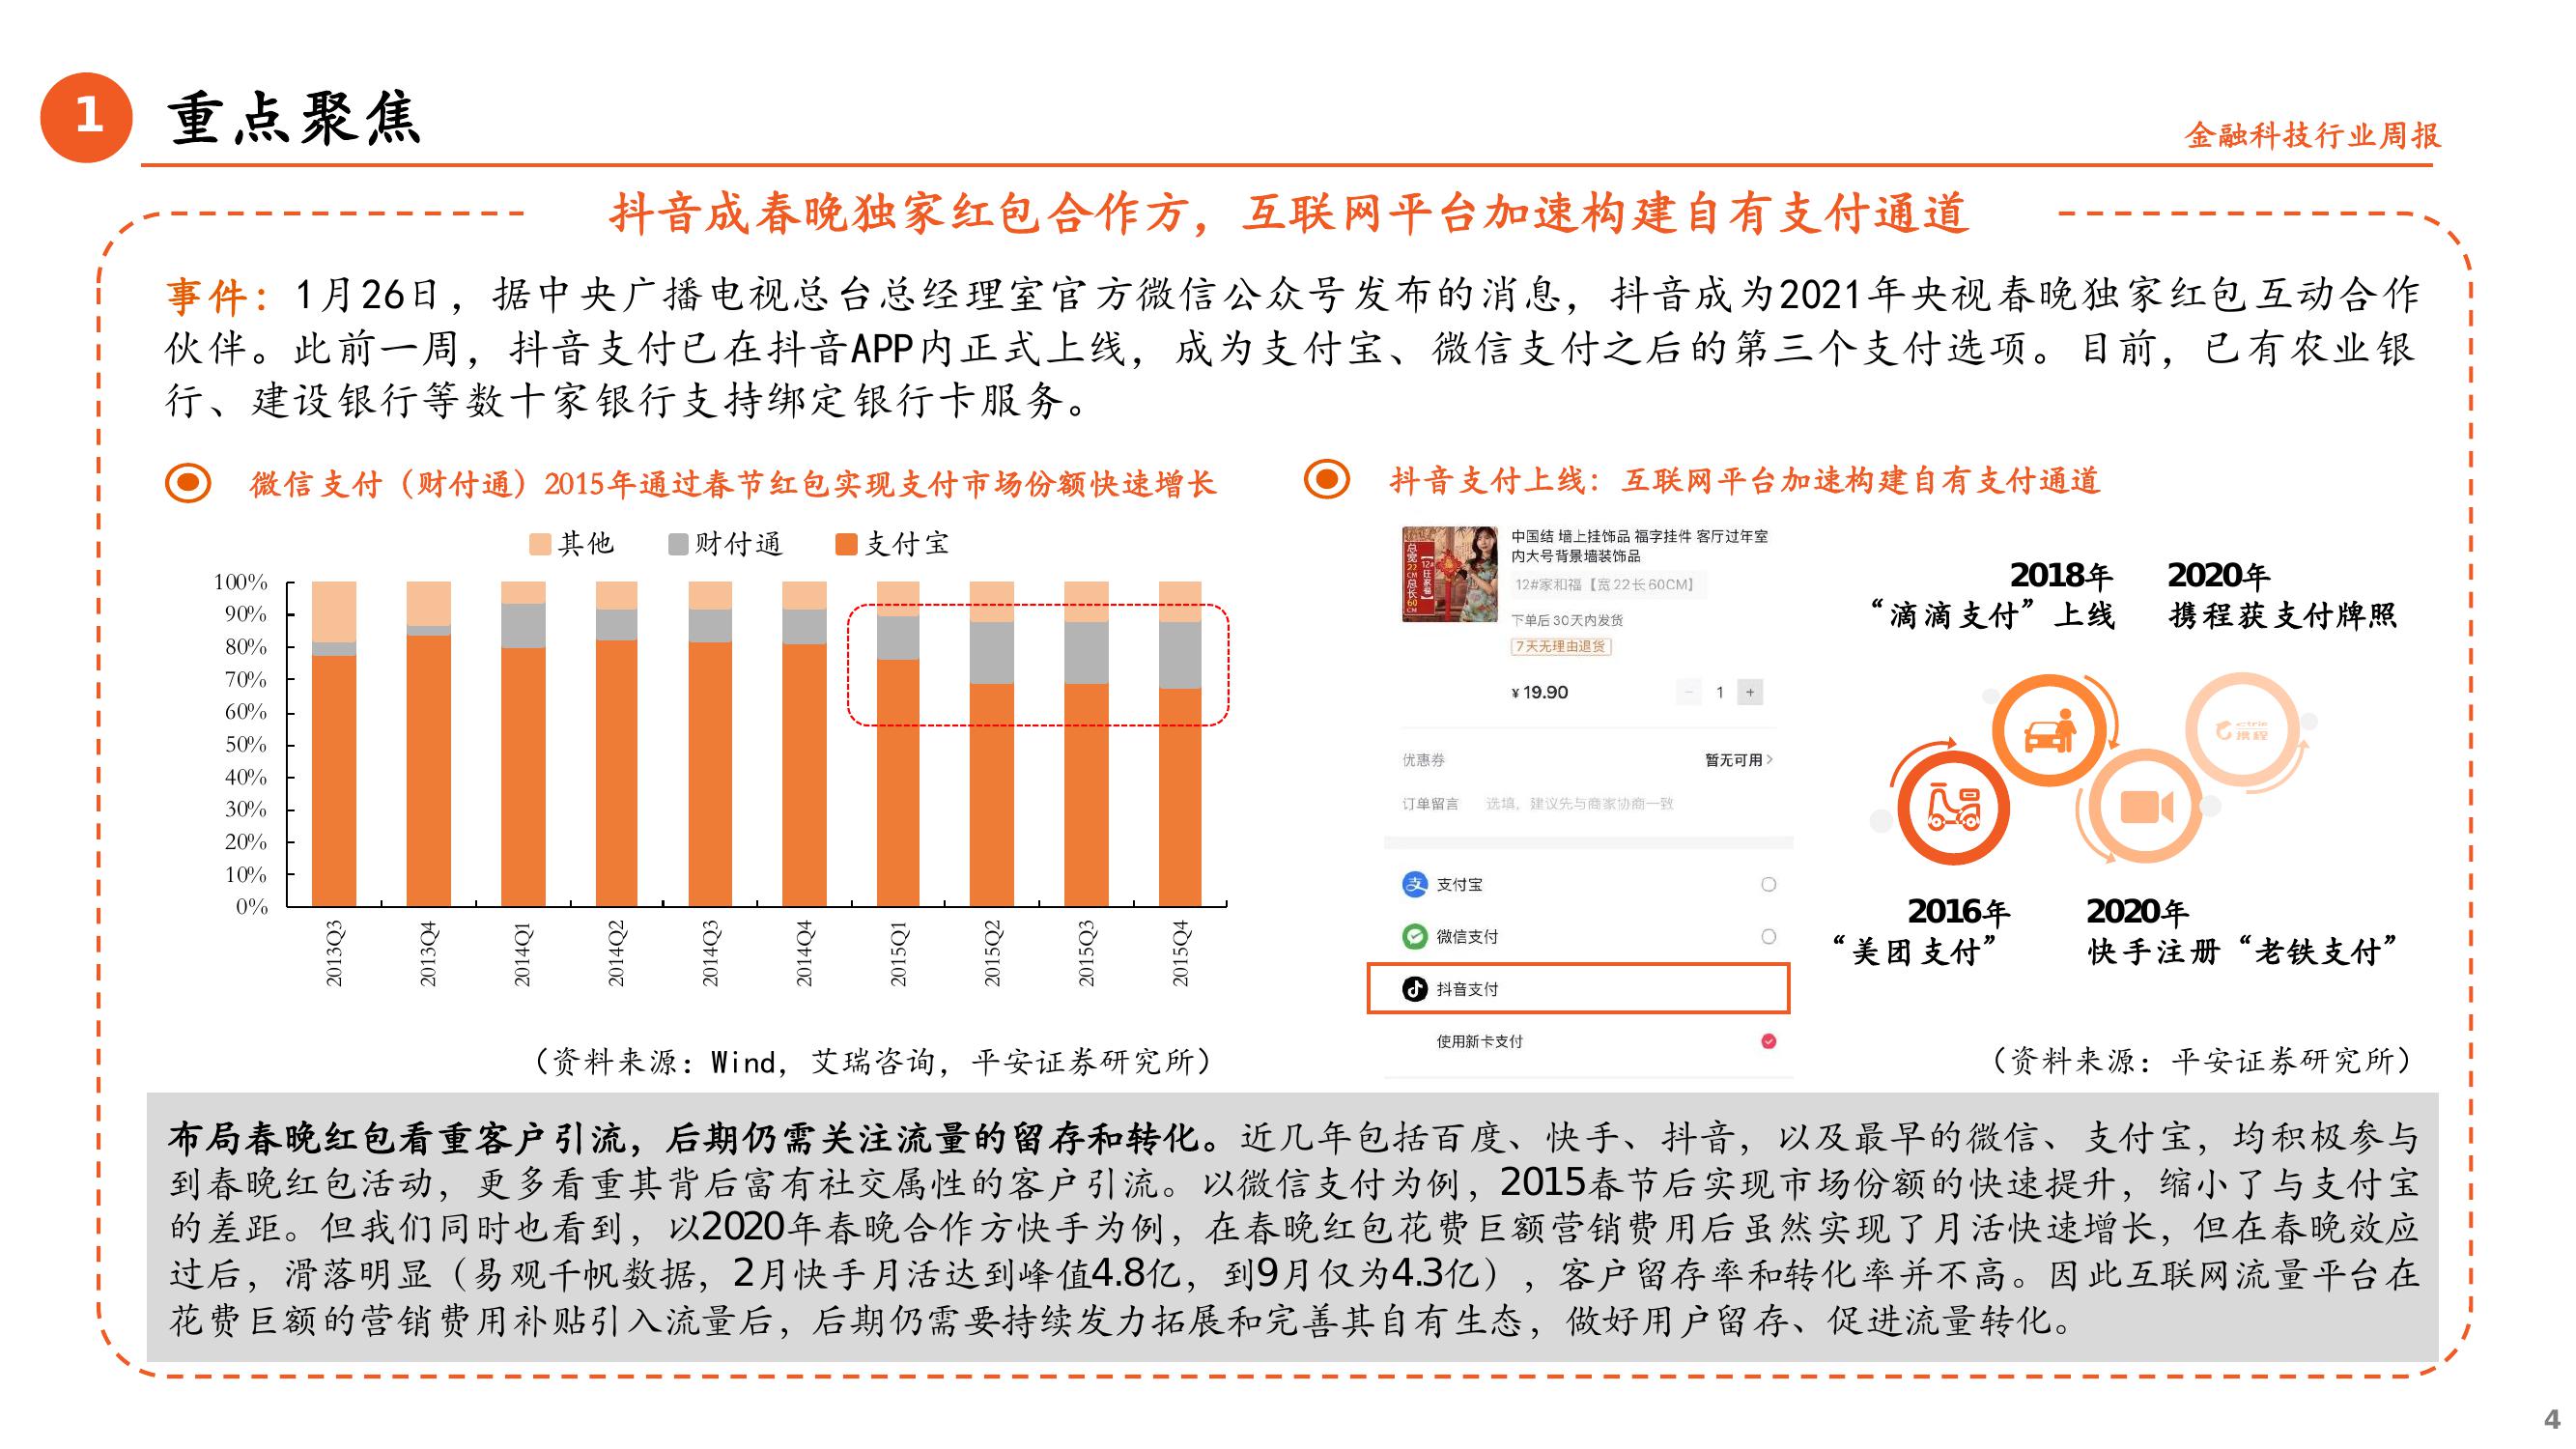 1
重点聚焦
金融科技行业周报
抖音成春晚独家红包合作方，互联网平台加速构建自有支付通道
事件：1月26日，据中央广播电视总台总经理室官方微信公众号发布的消息，抖音成为2021年央视春晚独家红包互动合作
伙伴。此前一周，抖音支付已在抖音APP内正式上线，成为支付宝、微信支付之后的第三个支付选项。目前，已有农业银
行、建设银行等数十家银行支持绑定银行卡服务。
微信支付（财付通）2015年通过春节红包实现支付市场份额快速增长
其他 财付通 支付宝
100%
90%
80%
70%
60%
50%
40%
30%
20%
10%
0%
2013Q3 2013Q4 2014Q1 2014Q2 2014Q3 2014Q4 2015Q1 2015Q2 2015Q3 2015Q4
（资料来源：Wind，艾瑞咨询，平安证券研究所）
抖音支付上线：互联网平台加速构建自有支付通道
总宽22CM总长60CM
【12#旺家福】
中国结 墙上挂饰品 福字挂件 客厅过年室
内大号背景墙装饰品
12#家和福【宽22长60CM】
下单后30天内发货
7天无理由退货
¥19.90
− 1 +
优惠券 暂无可用 >
订单留言 选填，建议先与商家协商一致
支 支付宝
微信支付
抖音支付
使用新卡支付
2018年
“滴滴支付”上线
2020年
携程获支付牌照
ctrip
携程
2016年
“美团支付”
2020年
快手注册“老铁支付”
（资料来源：平安证券研究所）
布局春晚红包看重客户引流，后期仍需关注流量的留存和转化。近几年包括百度、快手、抖音，以及最早的微信、支付宝，均积极参与
到春晚红包活动，更多看重其背后富有社交属性的客户引流。以微信支付为例，2015春节后实现市场份额的快速提升，缩小了与支付宝
的差距。但我们同时也看到，以2020年春晚合作方快手为例，在春晚红包花费巨额营销费用后虽然实现了月活快速增长，但在春晚效应
过后，滑落明显（易观千帆数据，2月快手月活达到峰值4.8亿，到9月仅为4.3亿），客户留存率和转化率并不高。因此互联网流量平台在
花费巨额的营销费用补贴引入流量后，后期仍需要持续发力拓展和完善其自有生态，做好用户留存、促进流量转化。
4